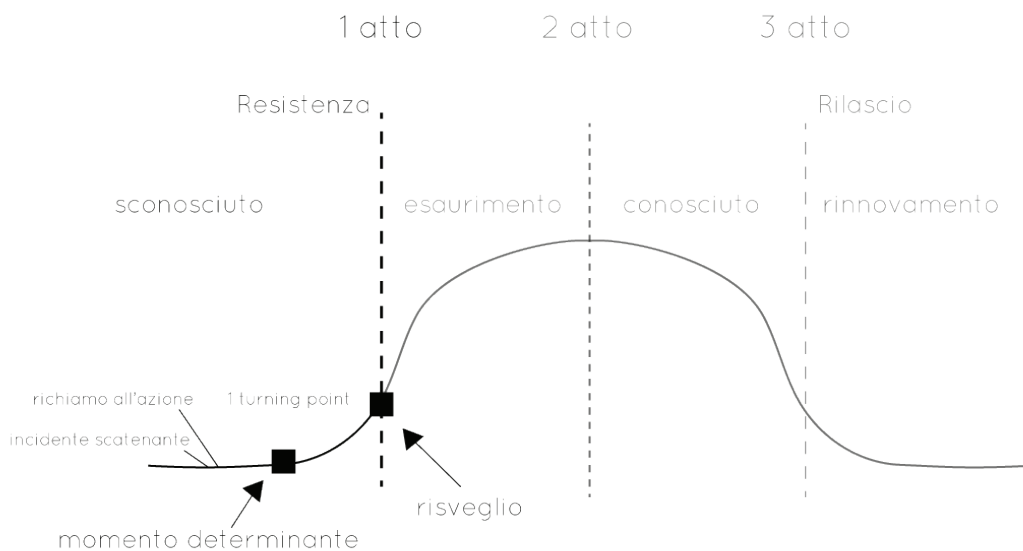 1 atto
2 atto
3 atto
Resistenza
Rilascio
sconosciuto
esaurimento
conosciuto
rinnovamento
richiamo all'azione
1 turning point
incidente scatenante
risveglio
momento determinante